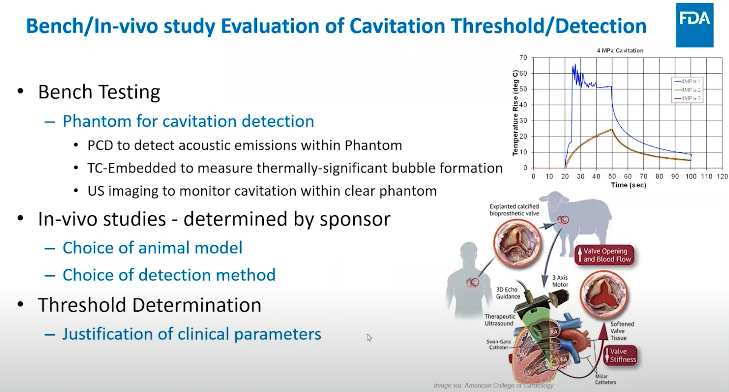 Bench/In-vivo study Evaluation of Cavitation Threshold/Detection
FDA
• Bench Testing
– Phantom for cavitation detection
• PCD to detect acoustic emissions within Phantom
• TC-Embedded to measure thermally-significant bubble formation
• US imaging to monitor cavitation within clear phantom
• In-vivo studies - determined by sponsor
– Choice of animal model
– Choice of detection method
• Threshold Determination
– Justification of clinical parameters
4 MPa Cavitation
Temperature Rise (deg C)
70
60
50
40
30
20
10
0
0 10 20 30 40 50 60 70 80 90 100 110 120
Time (sec)
Explanted calcified
bioprosthetic valve
Valve Opening
and Blood Flow
3D Echo
Guidance
3 Axis
Motor
Therapeutic
Ultrasound
Swan-Ganz
Catheter
RA
Softened
Valve
Tissue
Valve
Stiffness
Millar
Catheters
Image via: American College of Cardiology